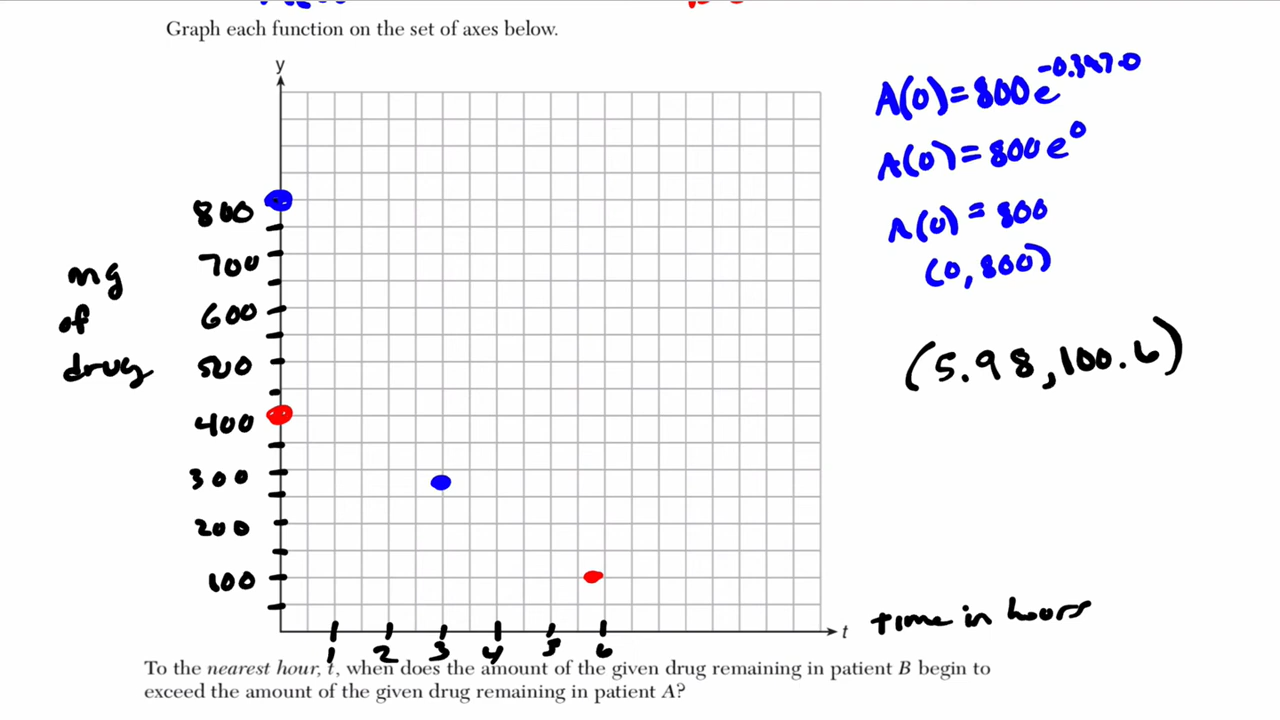 Graph each function on the set of axes below.
y
A(0)=800e^-0.347·0
A(0)=800e^0
A(0)=800
(0,800)
(5.98,100.6)
mg
of
drug
800
700
600
500
400
300
200
100
1 2 3 4 5 6
t
time in hours
To the nearest hour, t, when does the amount of the given drug remaining in patient B begin to
exceed the amount of the given drug remaining in patient A?